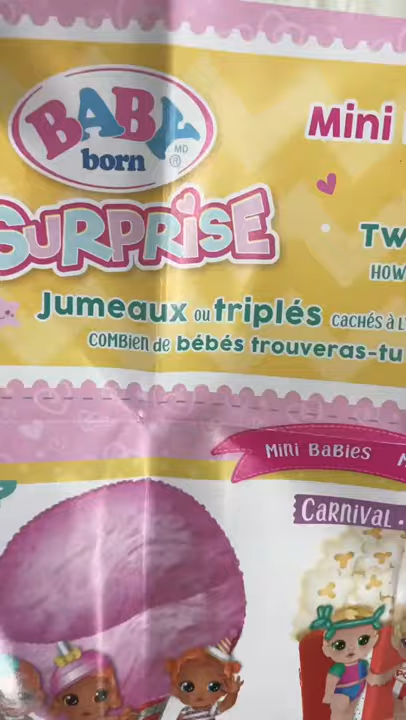 BABY
born MD ®
SURPRISE
Mini
Tw
HOW
Jumeaux ou triplés cachés à l'
combien de bébés trouveras-tu
Mini Babies M
Carnival •